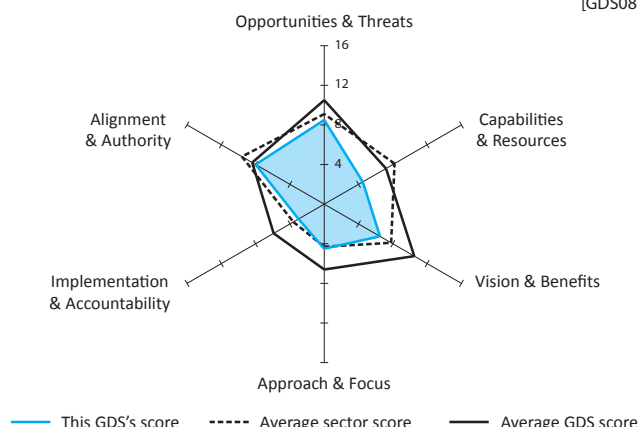 [GDS08
Opportunities & Threats
16
12
8
4
Alignment
& Authority
Capabilities
& Resources
Implementation
& Accountability
Vision & Benefits
Approach & Focus
This GDS's score
Average sector score
Average GDS score